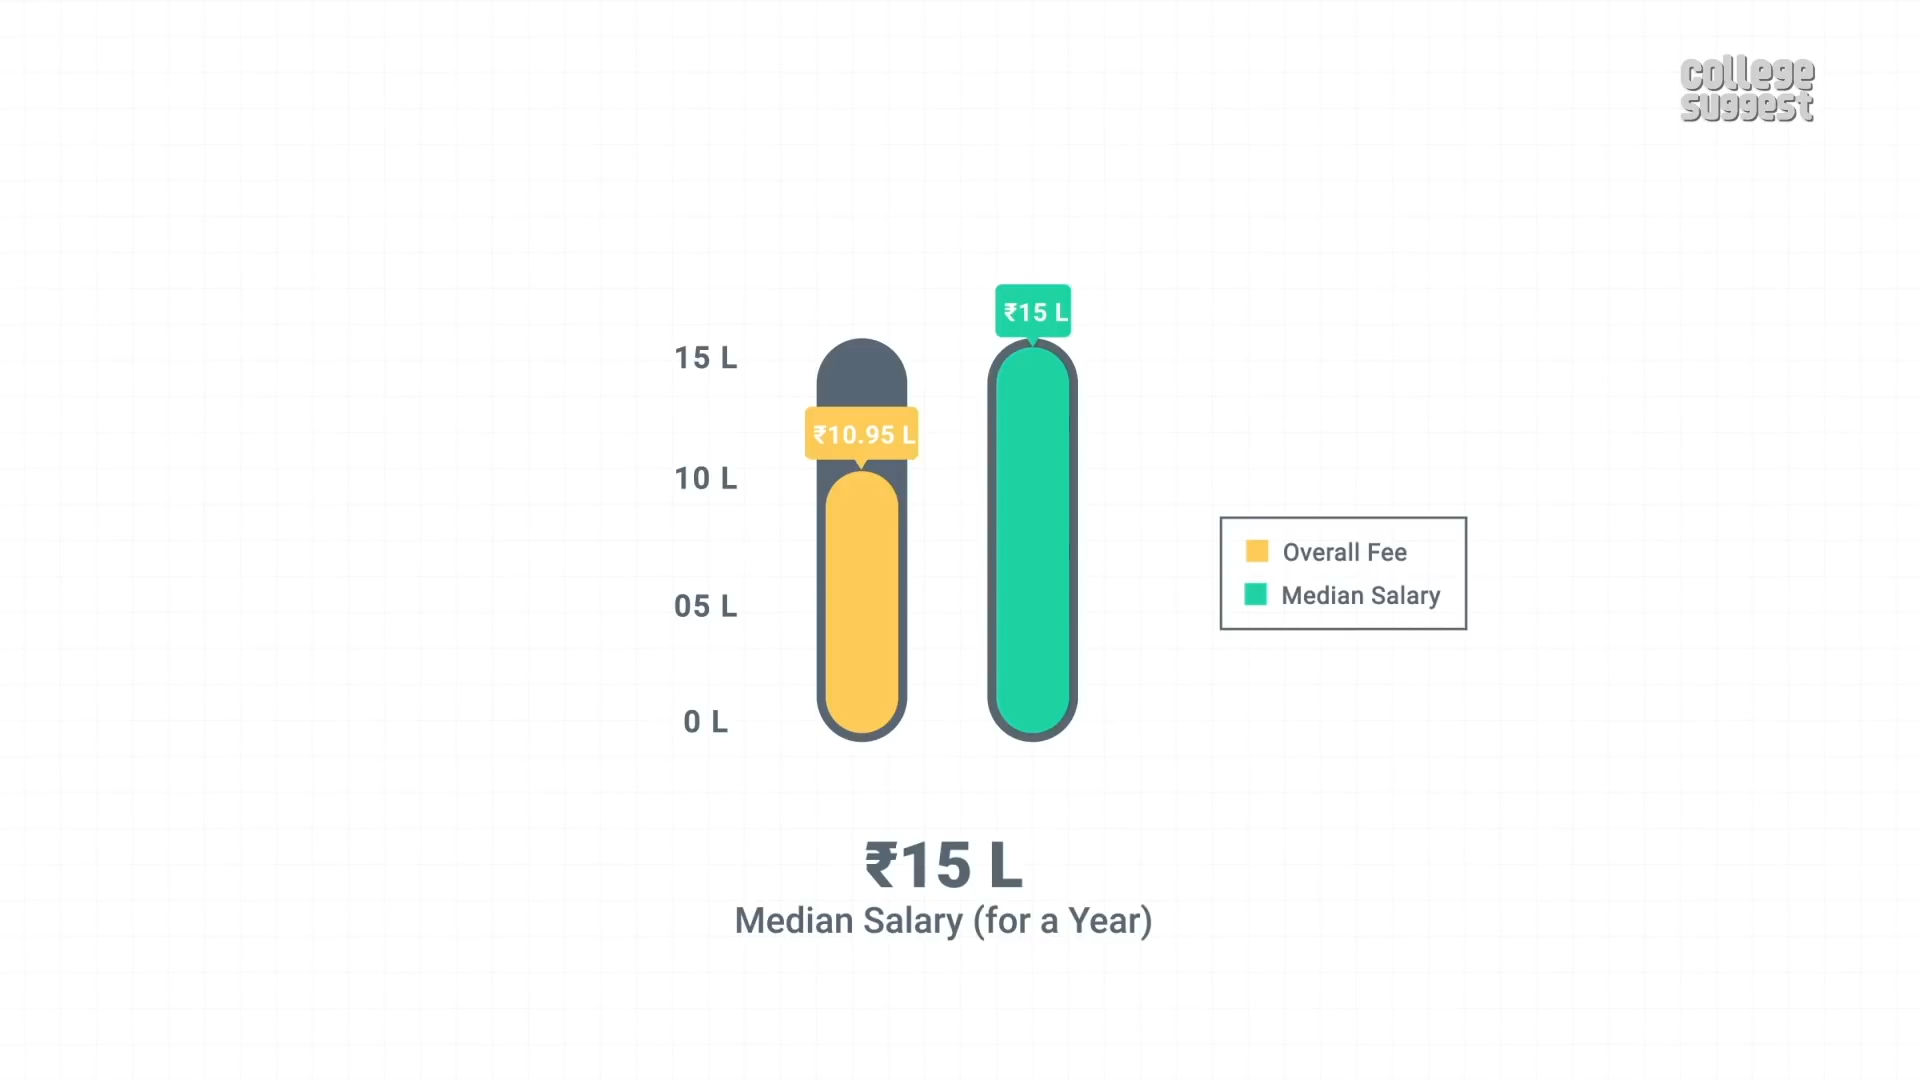 college
suggest
₹15 L
15 L
₹10.95 L
10 L
05 L
0 L
Overall Fee
Median Salary
₹15 L
Median Salary (for a Year)